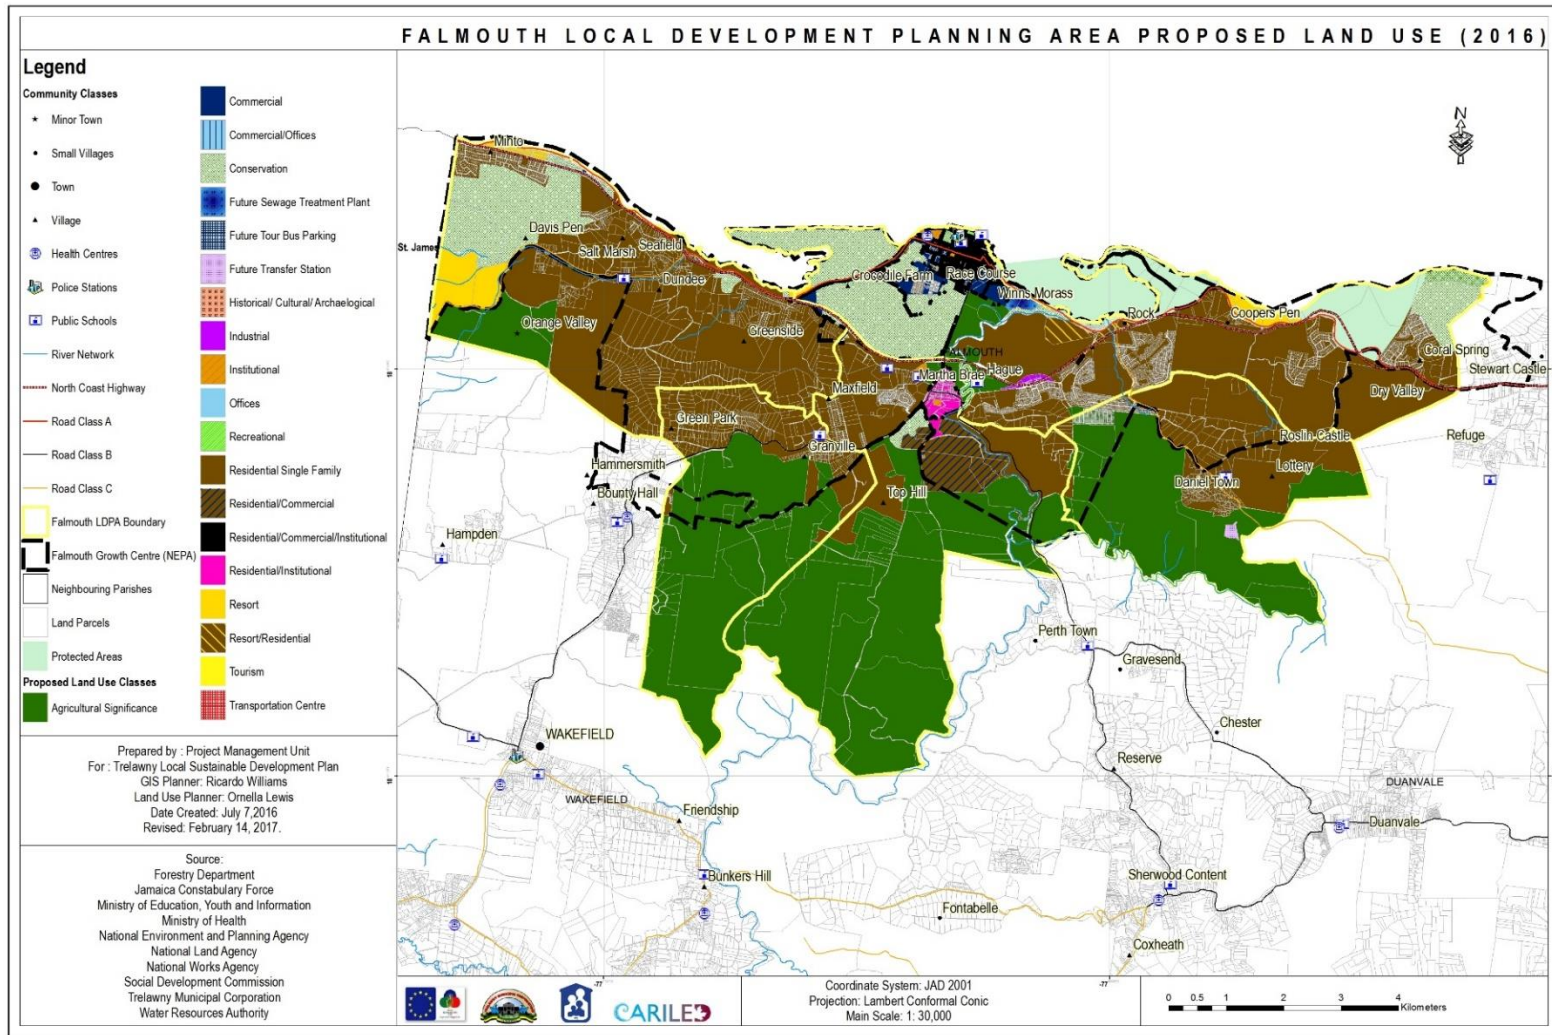 FALMOUTH LOCAL DEVELOPMENT PLANNING AREA PROPOSED LAND USE (2016)
Legend
Community Classes
Minor Town
Small Villages
Town
Village
Health Centres
Police Stations
Public Schools
River Network
North Coast Highway
Road Class A
Road Class B
Road Class C
Falmouth LDPA Boundary
Falmouth Growth Centre (NEPA)
Neighbouring Parishes
Land Parcels
Protected Areas
Proposed Land Use Classes
Agricultural Significance
Commercial
Commercial/Offices
Conservation
Future Sewage Treatment Plant
Future Tour Bus Parking
Future Transfer Station
Historical/ Cultural/ Archaelogical
Industrial
Institutional
Offices
Recreational
Residential Single Family
Residential/Commercial
Residential/Commercial/Institutional
Residential/Institutional
Resort
Resort/Residential
Tourism
Transportation Centre
Prepared by : Project Management Unit
For : Trelawny Local Sustainable Development Plan
GIS Planner: Ricardo Williams
Land Use Planner: Ornella Lewis
Date Created: July 7,2016
Revised: February 14, 2017.
Source:
Forestry Department
Jamaica Constabulary Force
Ministry of Education, Youth and Information
Ministry of Health
National Environment and Planning Agency
National Land Agency
National Works Agency
Social Development Commission
Trelawny Municipal Corporation
Water Resources Authority
N
Minto
Davis Pen
St. James
Salt Marsh
Seafield
Dundee
Crocodile Farm
Race Course
Winns Morass
Orange Valley
Greenside
Rock
Coopers Pen
ALMOUTH
Coral Spring
Stewart Castle
Martha Brae
Hague
Maxfield
Dry Valley
Green Park
Granville
Roslin Castle
Refuge
Hammersmith
Lottery
Daniel Town
Bounty Hall
Top Hill
Hampden
Perth Town
Gravesend
Chester
WAKEFIELD
Reserve
DUANVALE
WAKEFIELD
Friendship
Duanvale
Bunkers Hill
Sherwood Content
Fontabelle
Coxheath
18
18
-77
-77
CARILED
Coordinate System: JAD 2001
Projection: Lambert Conformal Conic
Main Scale: 1: 30,000
0 0.5 1 2 3 4
Kilometers